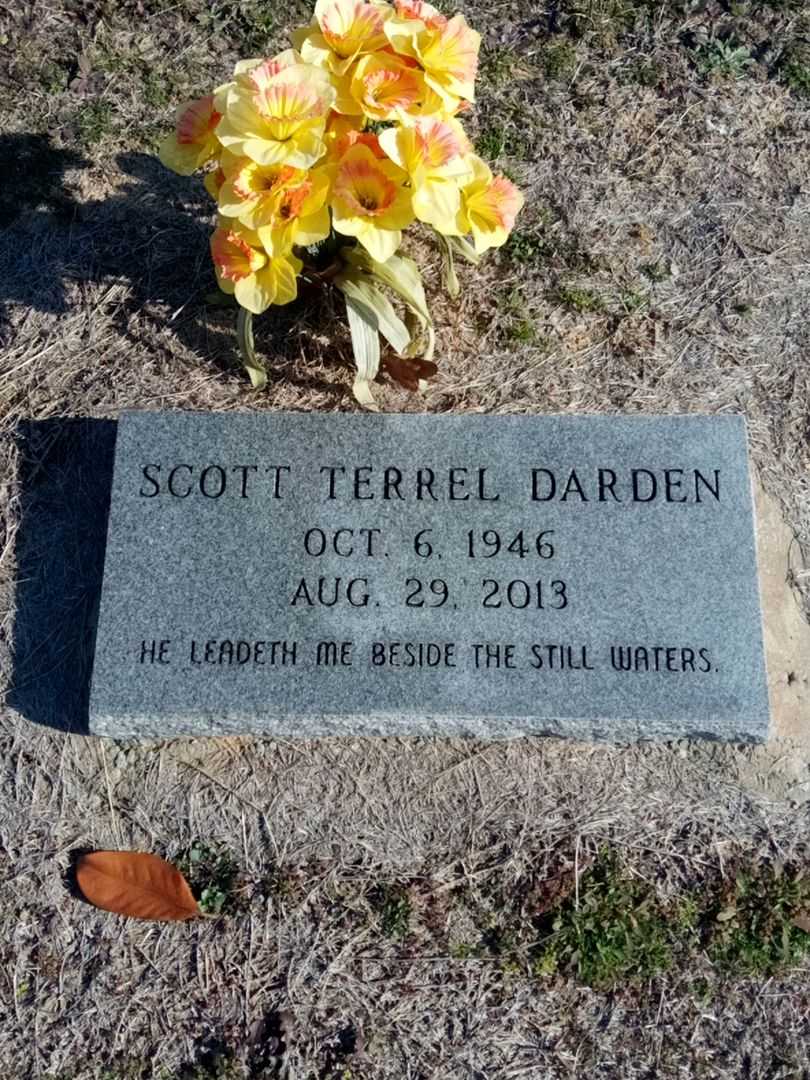 SCOTT TERREL DARDEN
OCT. 6, 1946
AUG. 29, 2013
HE LEADETH ME BESIDE THE STILL WATERS.